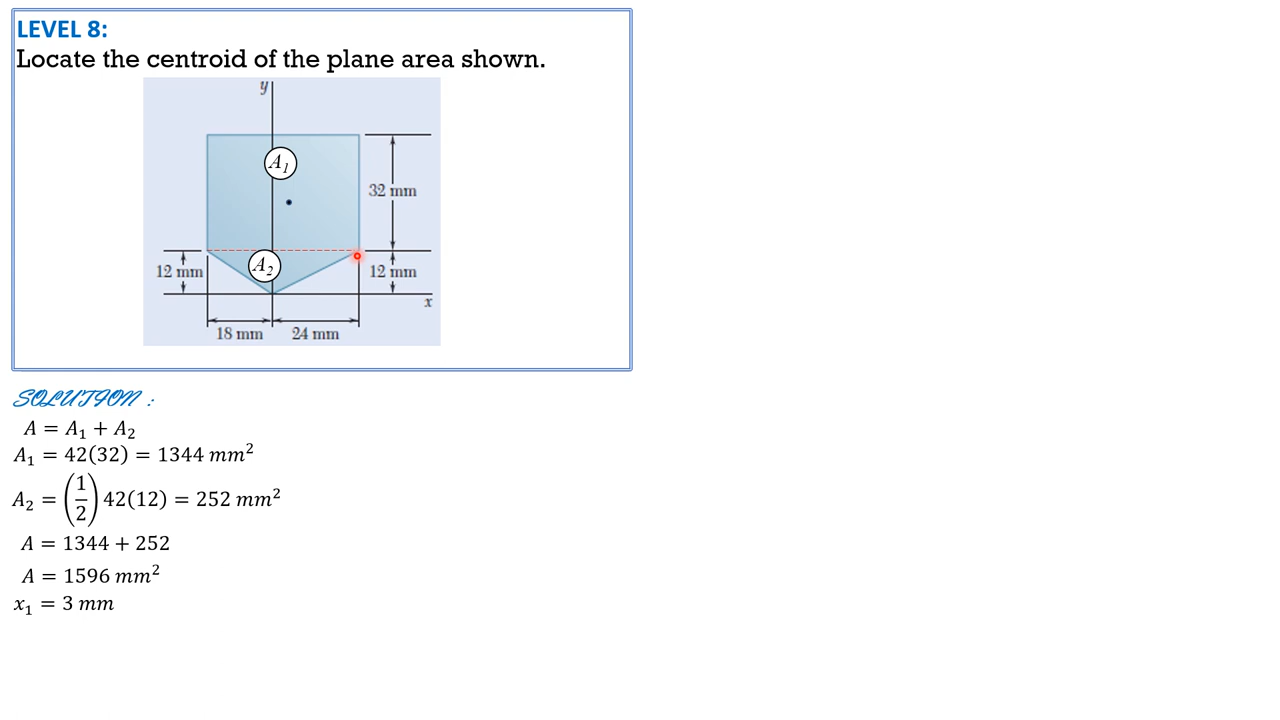 LEVEL 8:
Locate the centroid of the plane area shown.
y
A₁
32 mm
A₂
12 mm
12 mm
x
18 mm
24 mm
SOLUTION :
A = A₁ + A₂
A₁ = 42(32) = 1344 mm²
A₂ = (1/2) 42(12) = 252 mm²
A = 1344 + 252
A = 1596 mm²
x₁ = 3 mm